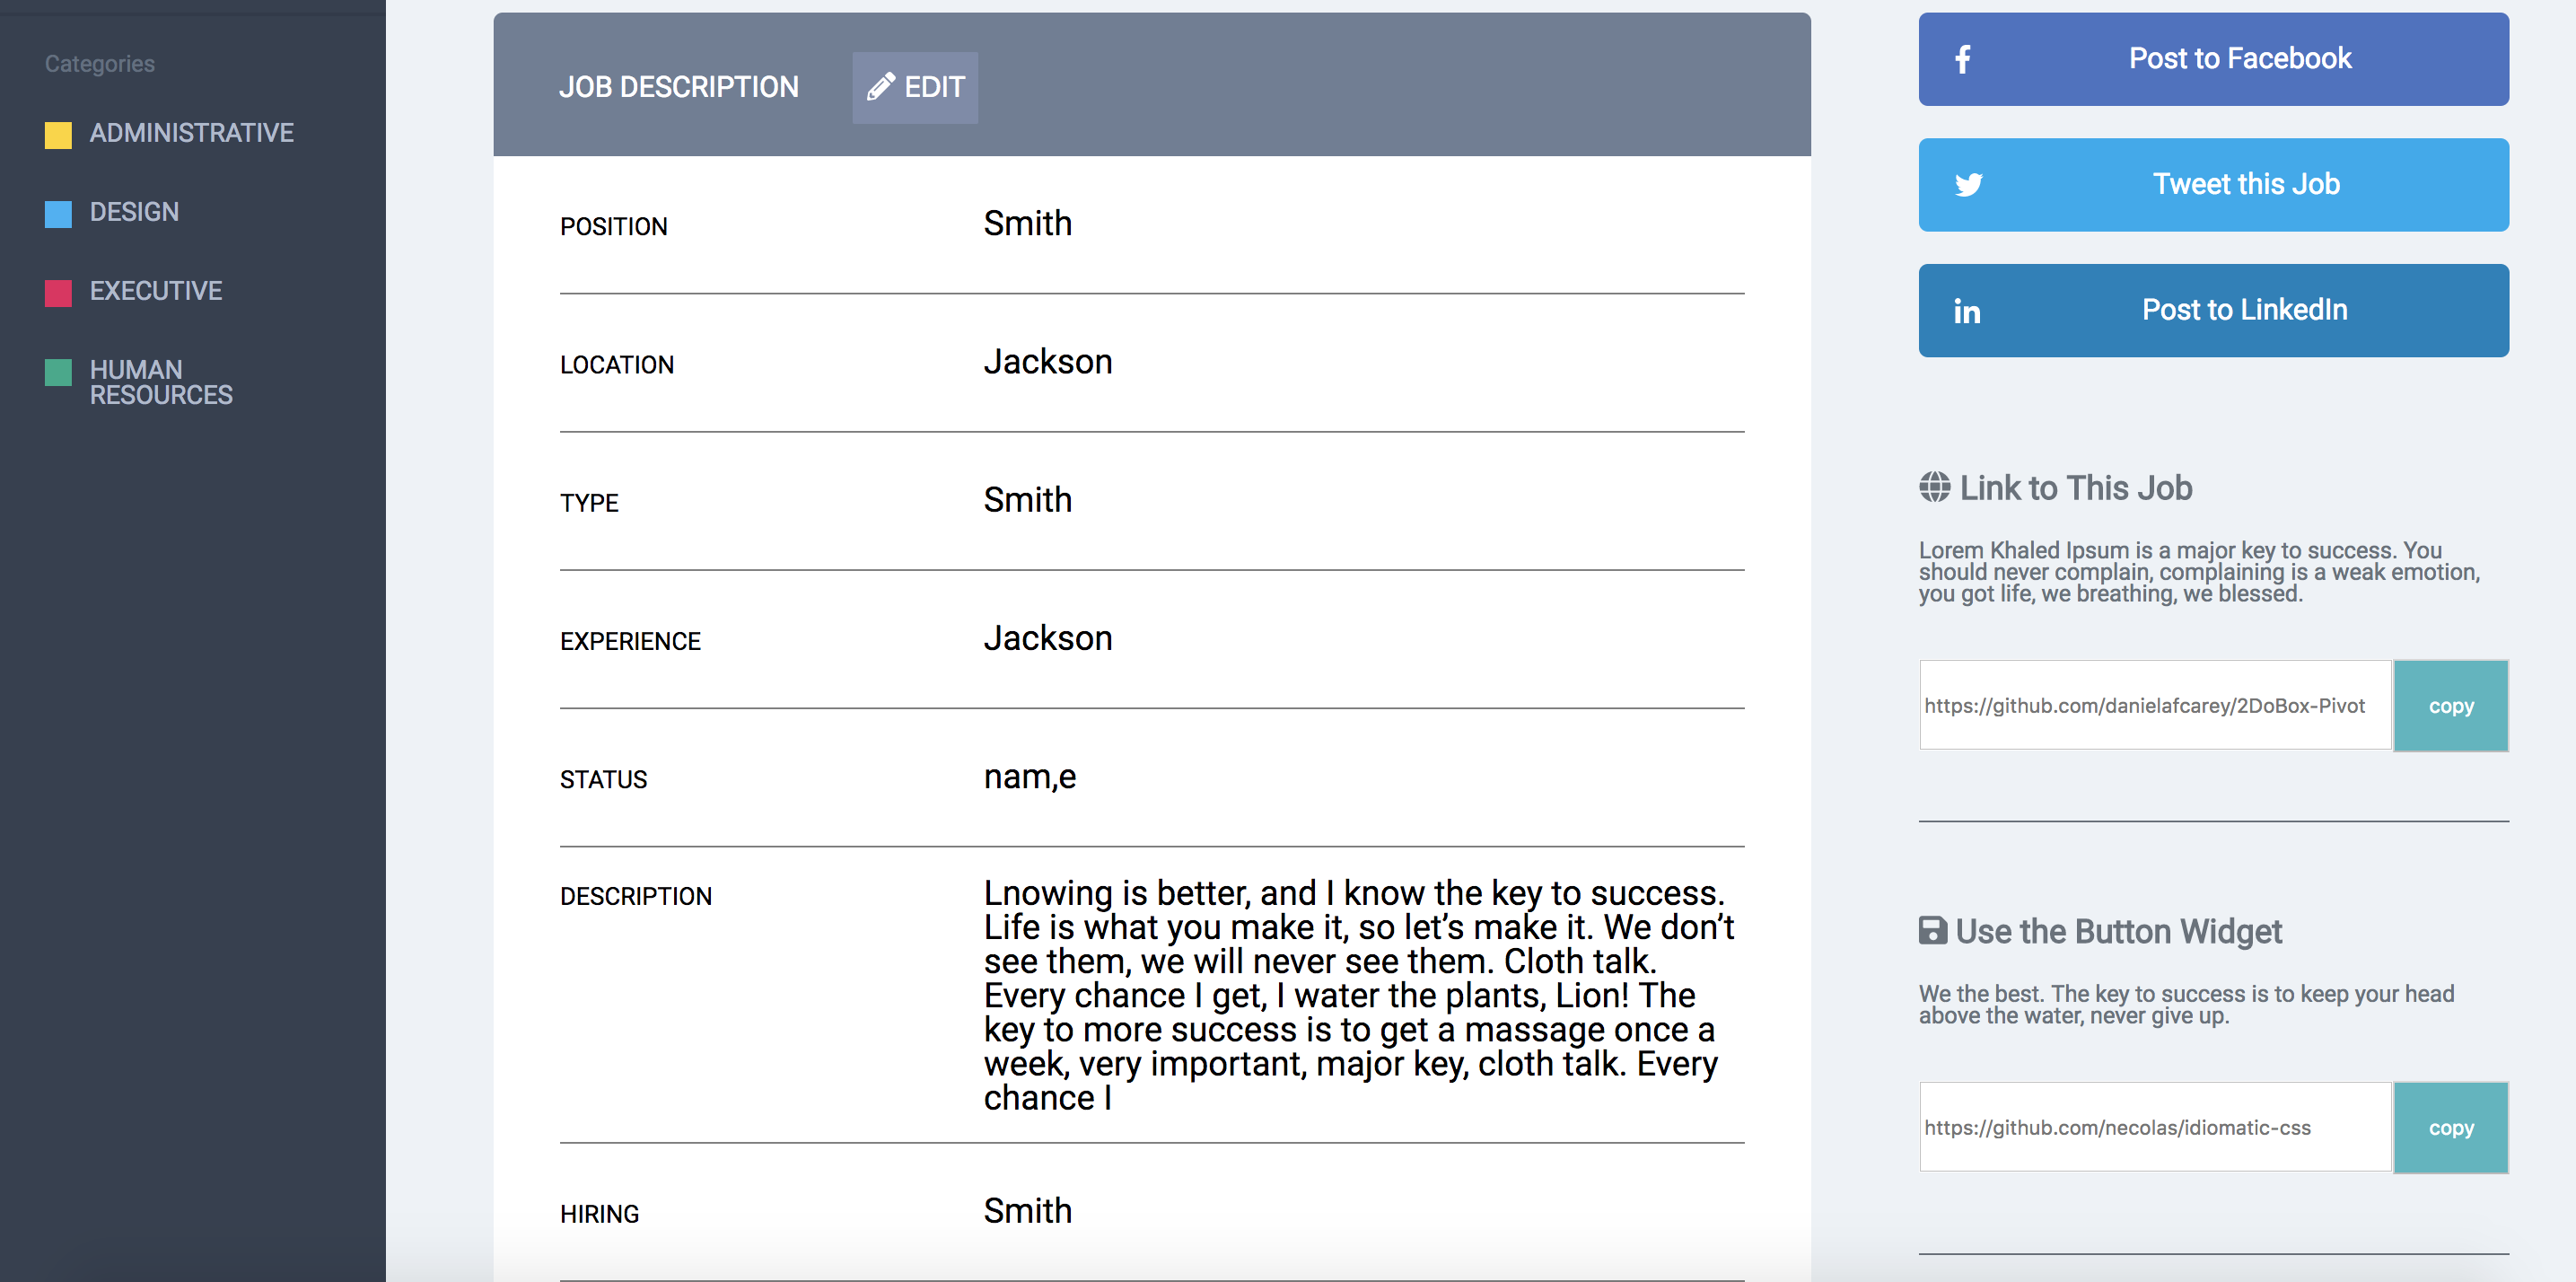 Categories
ADMINISTRATIVE
DESIGN
EXECUTIVE
HUMAN
RESOURCES
JOB DESCRIPTION
EDIT
POSITION
Smith
LOCATION
Jackson
TYPE
Smith
EXPERIENCE
Jackson
STATUS
nam,e
DESCRIPTION
Lnowing is better, and I know the key to success.
Life is what you make it, so let’s make it. We don’t
see them, we will never see them. Cloth talk.
Every chance I get, I water the plants, Lion! The
key to more success is to get a massage once a
week, very important, major key, cloth talk. Every
chance I
HIRING
Smith
Post to Facebook
Tweet this Job
Post to LinkedIn
Link to This Job
Lorem Khaled Ipsum is a major key to success. You
should never complain, complaining is a weak emotion,
you got life, we breathing, we blessed.
https://github.com/danielafcarey/2DoBox-Pivot
copy
Use the Button Widget
We the best. The key to success is to keep your head
above the water, never give up.
https://github.com/necolas/idiomatic-css
copy